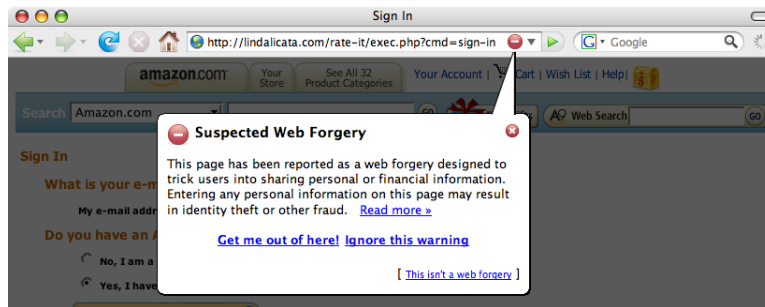 Sign In
http://lindalicata.com/rate-it/exec.php?cmd=sign-in G Google
amazon.com Your Store See All 32 Product Categories Your Account | Cart | Wish List | Help|
Search Amazon.com GO Web Search GO
Suspected Web Forgery
This page has been reported as a web forgery designed to
trick users into sharing personal or financial information.
Entering any personal information on this page may result
in identity theft or other fraud. Read more »
Get me out of here! Ignore this warning
[ This isn't a web forgery ]
Sign In
What is your e-m
My e-mail addr
Do you have an
No, I am a
Yes, I have